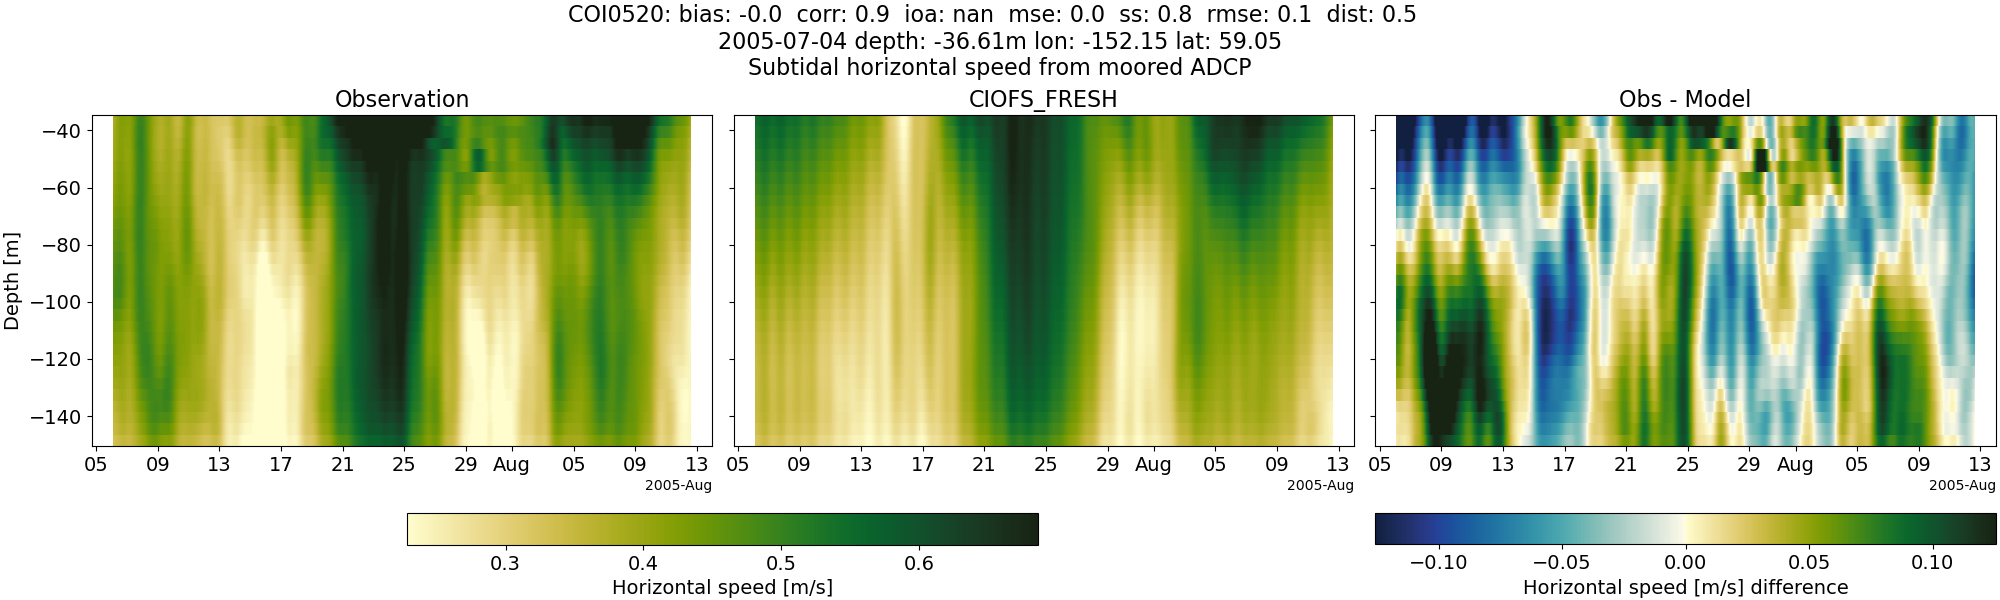 COI0520: bias: -0.0  corr: 0.9  ioa: nan  mse: 0.0  ss: 0.8  rmse: 0.1  dist: 0.5
2005-07-04 depth: -36.61m lon: -152.15 lat: 59.05
Subtidal horizontal speed from moored ADCP
Observation
CIOFS_FRESH
Obs - Model
Depth [m]
−40
−60
−80
−100
−120
−140
05 09 13 17 21 25 29 Aug 05 09 13
2005-Aug
05 09 13 17 21 25 29 Aug 05 09 13
2005-Aug
05 09 13 17 21 25 29 Aug 05 09 13
2005-Aug
0.3 0.4 0.5 0.6
Horizontal speed [m/s]
−0.10 −0.05 0.00 0.05 0.10
Horizontal speed [m/s] difference